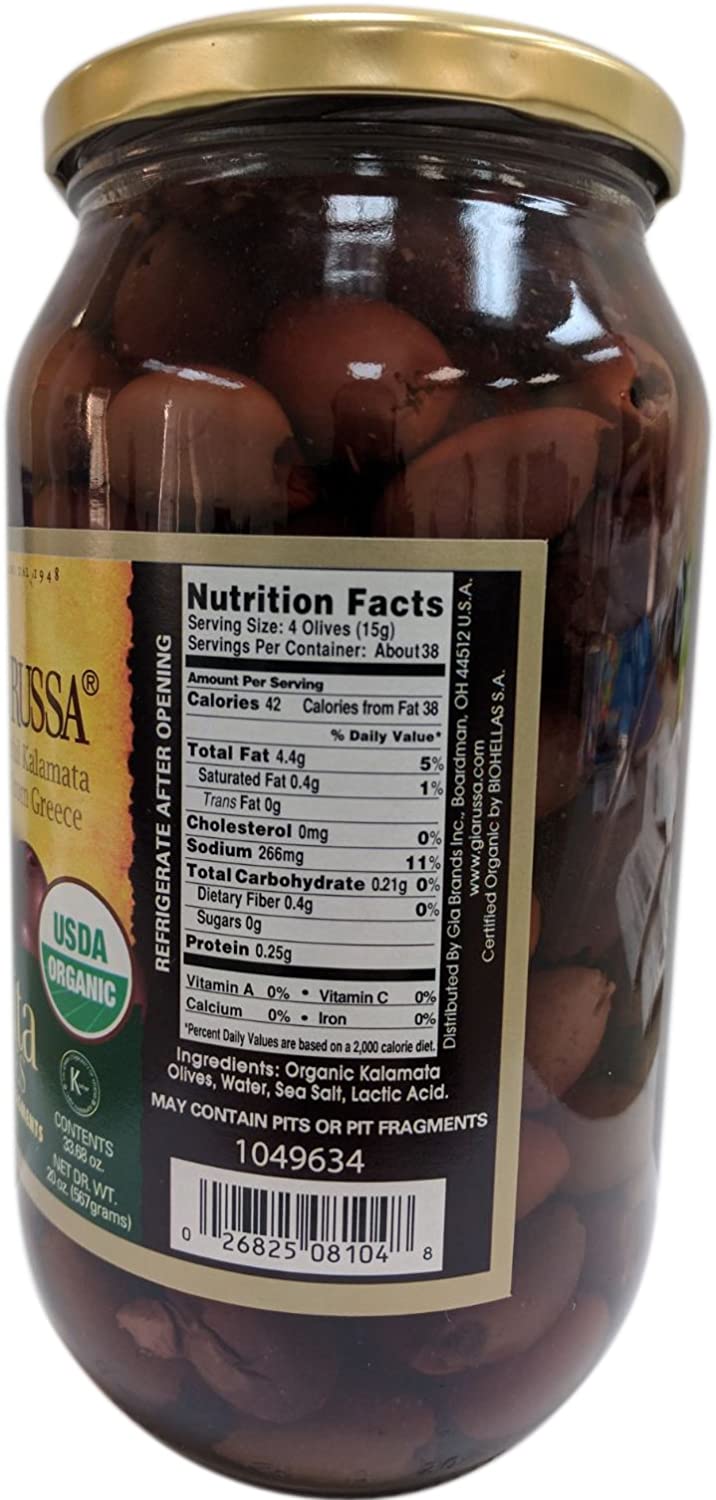 1948
RUSSA®
Kalamata
Greece
USDA
ORGANIC
K
CONTENTS
33.68 oz.
NET DR. WT.
20 oz. (567grams)
REFRIGERATE AFTER OPENING
Nutrition Facts
Serving Size: 4 Olives (15g)
Servings Per Container: About38
Amount Per Serving
Calories 42 Calories from Fat 38
% Daily Value*
Total Fat 4.4g 5%
Saturated Fat 0.4g 1%
Trans Fat 0g
Cholesterol 0mg 0%
Sodium 266mg 11%
Total Carbohydrate 0.21g 0%
Dietary Fiber 0.4g 0%
Sugars 0g
Protein 0.25g
Vitamin A 0% • Vitamin C 0%
Calcium 0% • Iron 0%
*Percent Daily Values are based on a 2,000 calorie diet.
Ingredients: Organic Kalamata
Olives, Water, Sea Salt, Lactic Acid.
MAY CONTAIN PITS OR PIT FRAGMENTS
1049634
0 26825 08104 8
Distributed By Gia Brands Inc., Boardman, OH 44512 U.S.A.
www.giarussa.com
Certified Organic by BIOHELLAS S.A.